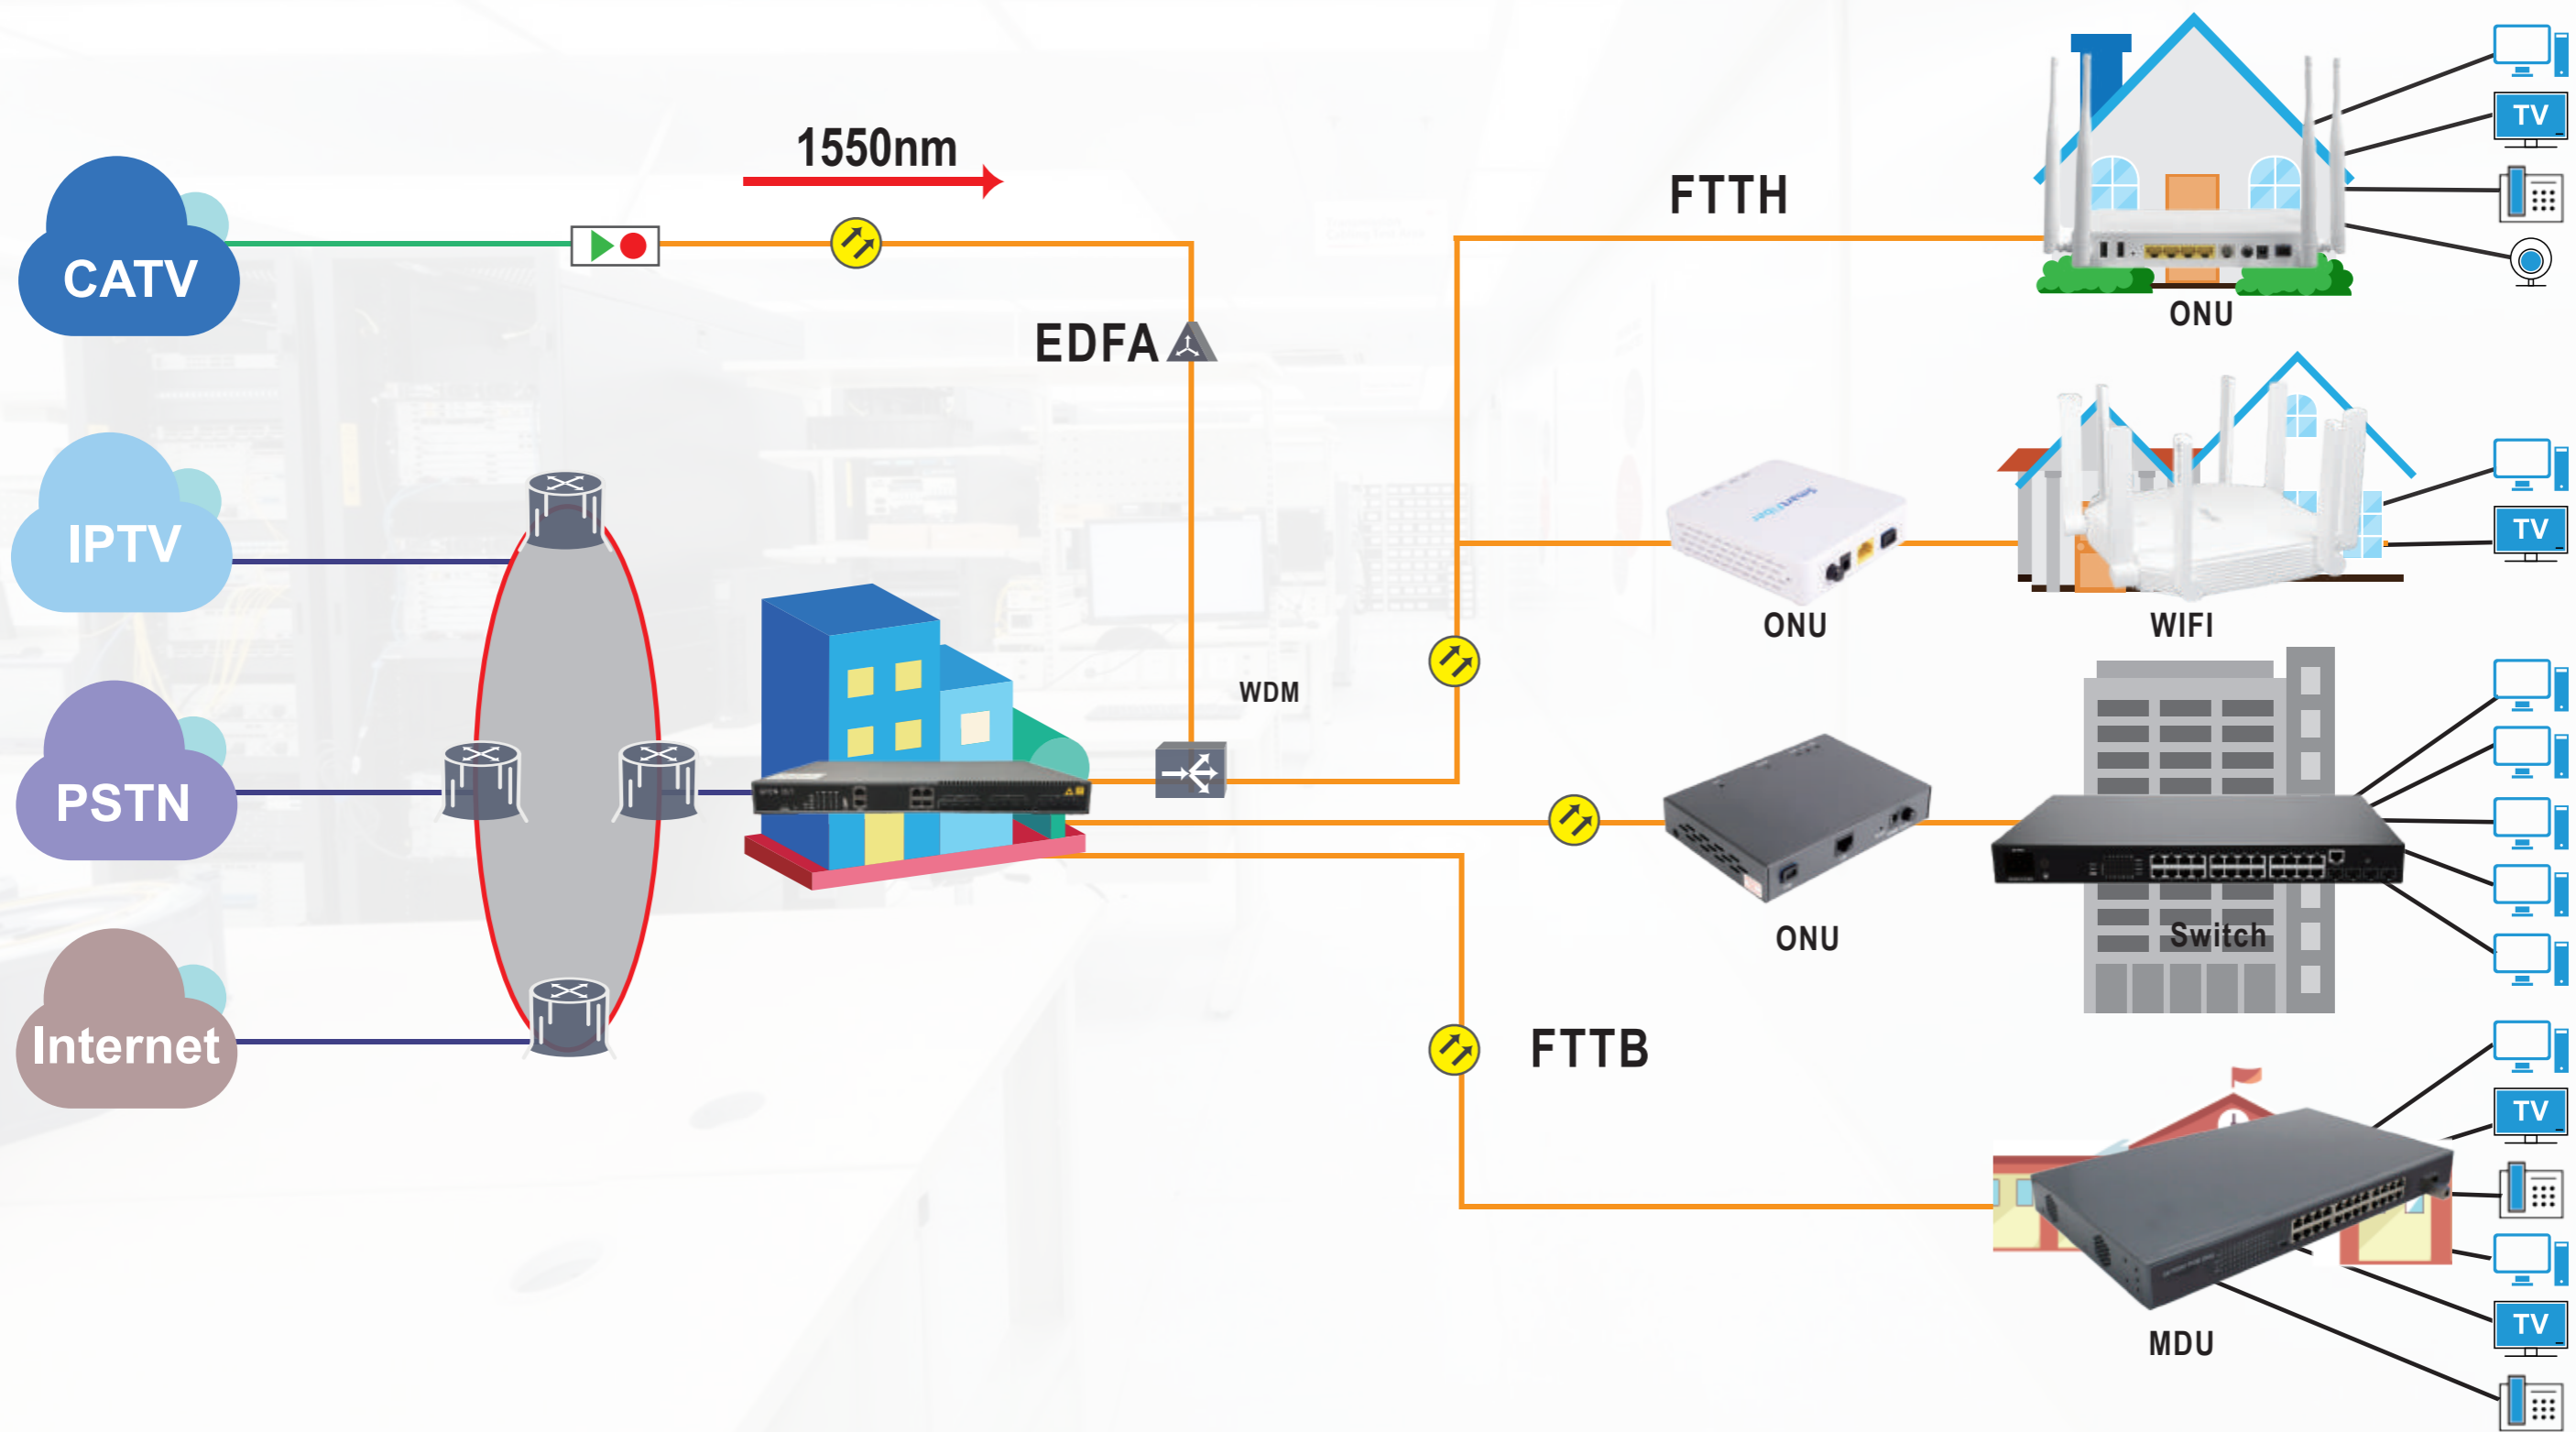 1550nm
CATV
EDFA
FTTH
TV
ONU
IPTV
Smartfiber
ONU
WIFI
TV
WDM
PSTN
ONU
Switch
Internet
FTTB
TV
MDU
TV